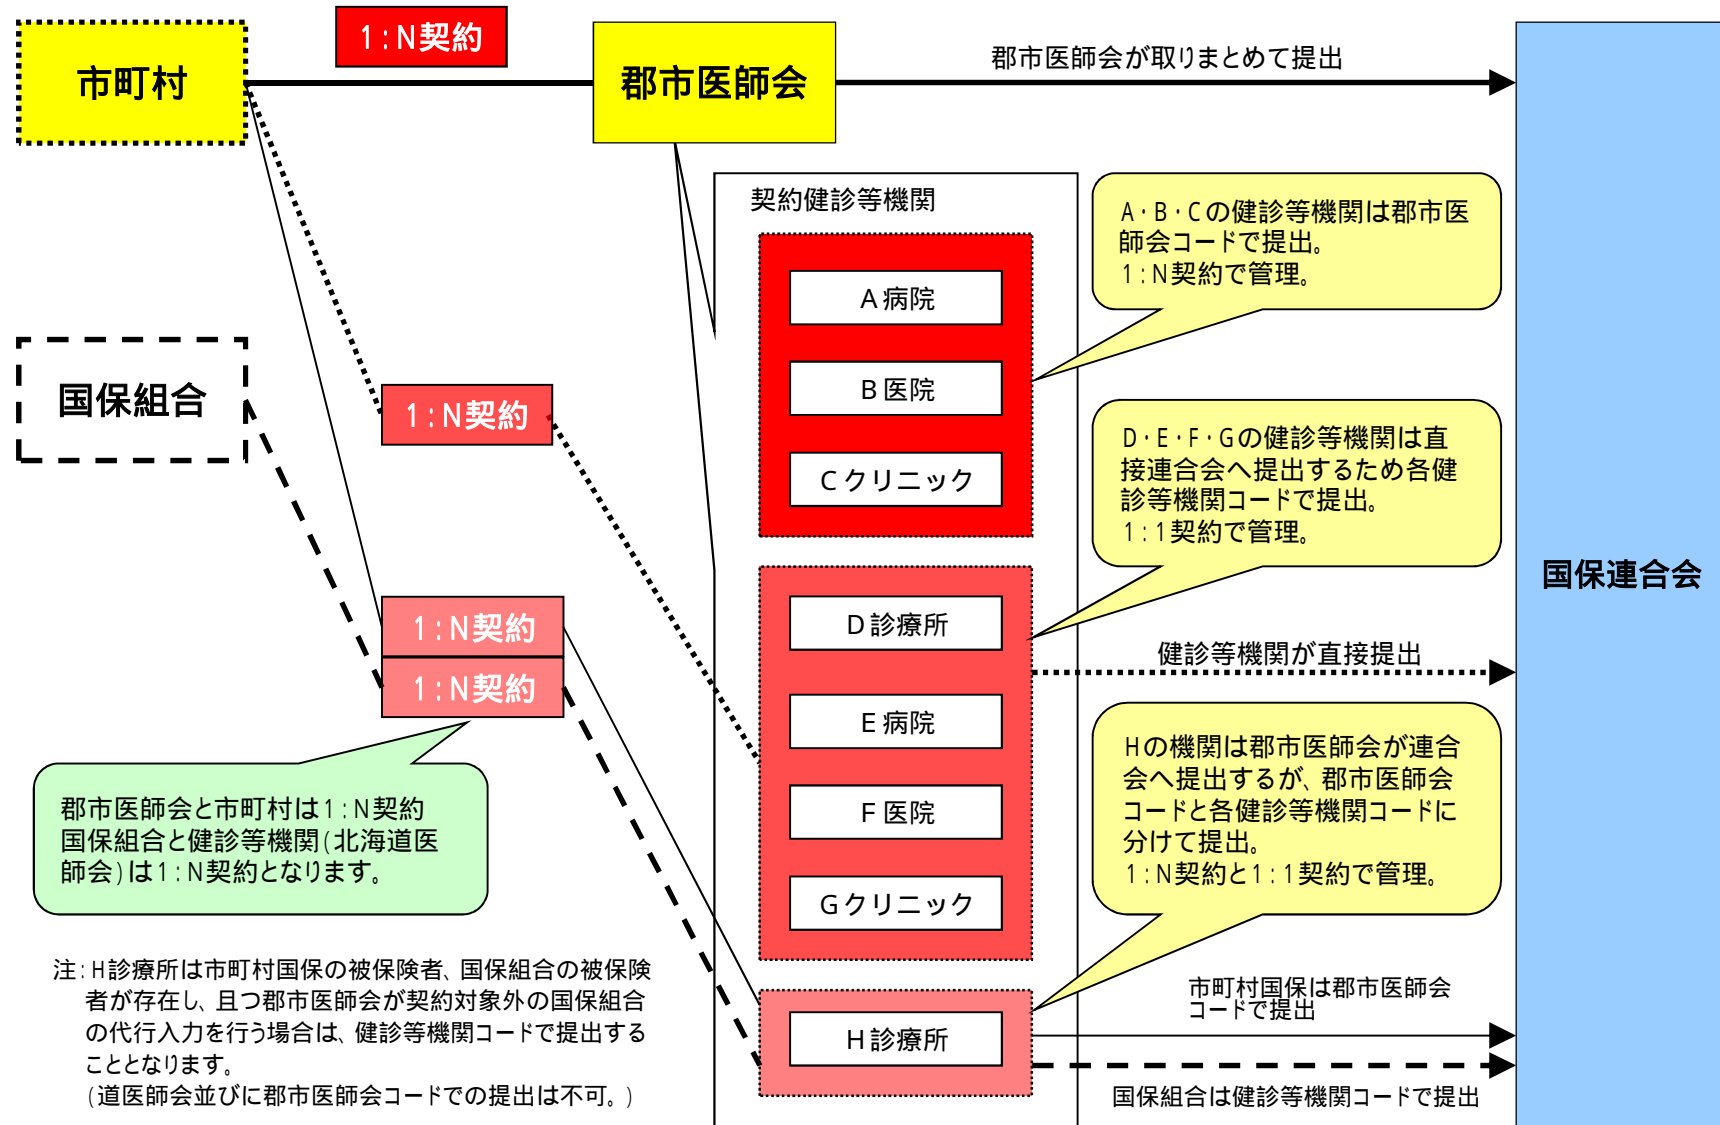 1:N契約
市町村
郡市医師会
郡市医師会が取りまとめて提出
契約健診等機関
A病院
B医院
Cクリニック
A・B・Cの健診等機関は郡市医
師会コードで提出。
1:N契約で管理。
国保組合
1:N契約
D・E・F・Gの健診等機関は直
接連合会へ提出するため各健
診等機関コードで提出。
1:1契約で管理。
国保連合会
1:N契約
1:N契約
D診療所
E病院
F医院
Gクリニック
健診等機関が直接提出
Hの機関は郡市医師会が連合
会へ提出するが、郡市医師会
コードと各健診等機関コードに
分けて提出。
1:N契約と1:1契約で管理。
郡市医師会と市町村は1:N契約
国保組合と健診等機関(北海道医
師会)は1:N契約となります。
注:H診療所は市町村国保の被保険者、国保組合の被保険
者が存在し、且つ郡市医師会が契約対象外の国保組合
の代行入力を行う場合は、健診等機関コードで提出する
こととなります。
(道医師会並びに郡市医師会コードでの提出は不可。)
H診療所
市町村国保は郡市医師会
コードで提出
国保組合は健診等機関コードで提出